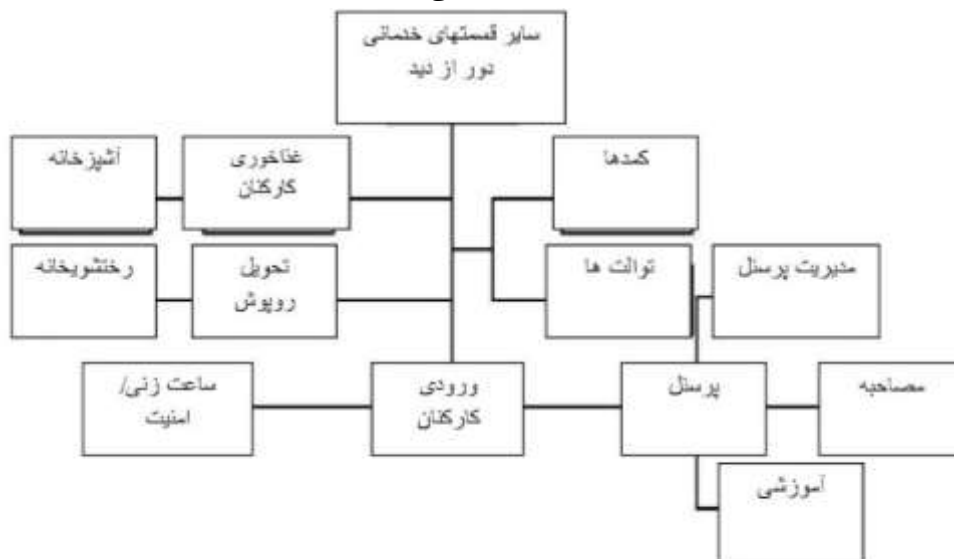 سایر قمستهای خدماتی
دور از دید
کمدها
غذاخوری
کارکنان
آشپزخانه
مدیریت پرسنل
توالت ها
تحویل
روپوش
رختشویخانه
مصاحبه
پرسنل
ورودی
کارکنان
ساعت زنی/
امنیت
آموزشی